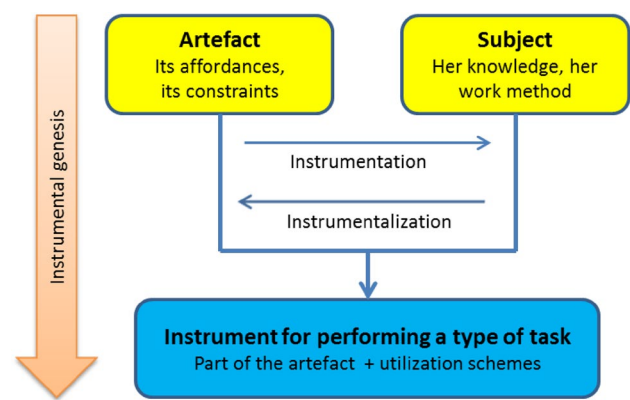 Instrumental genesis
Artefact
Its affordances,
its constraints
Subject
Her knowledge, her
work method
Instrumentation
Instrumentalization
Instrument for performing a type of task
Part of the artefact + utilization schemes